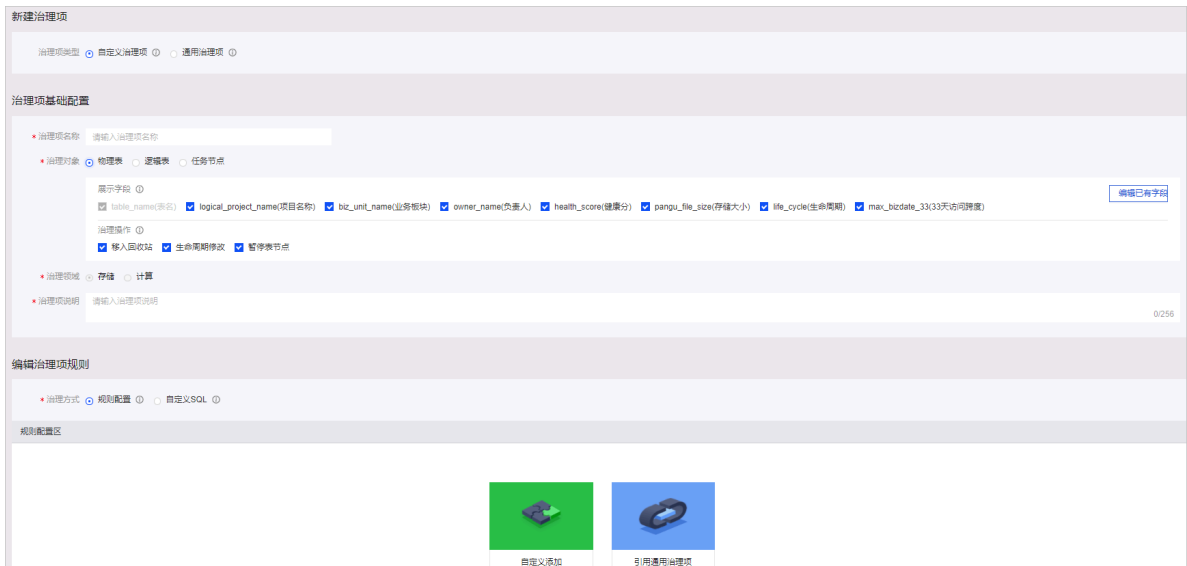 新建治理项
治理项类型 自定义治理项 通用治理项
治理项基础配置
* 治理项名称 请输入治理项名称
* 治理对象 物理表 逻辑表 任务节点
展示字段 编辑已有字段
table_name(表名) logical_project_name(项目名称) biz_unit_name(业务板块) owner_name(负责人) health_score(健康分) pangu_file_size(存储大小) life_cycle(生命周期) max_bizdate_33(33天访问跨度)
治理操作
移入回收站 生命周期修改 暂停表节点
* 治理领域 存储 计算
* 治理项说明 请输入治理项说明
0/256
编辑治理项规则
* 治理方式 规则配置 自定义SQL
规则配置区
自定义添加 引用通用治理项